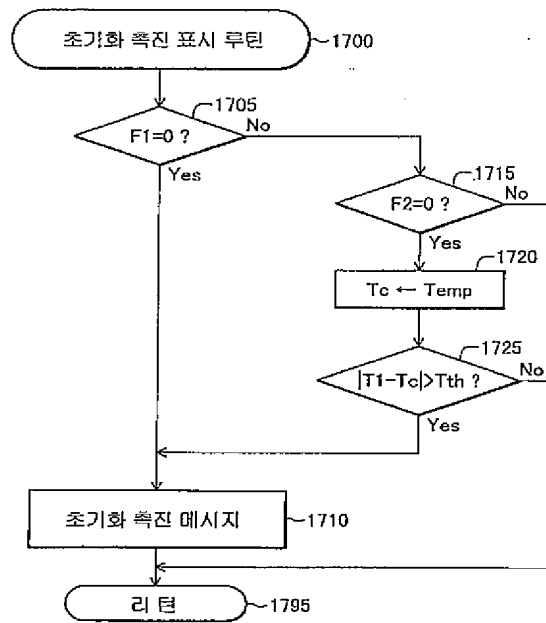 초기화 촉진 표시 루틴
1700
1705
F1=0 ?
No
Yes
1715
F2=0 ?
No
Yes
1720
Tc ← Temp
1725
|T1-Tc|>Tth ?
No
Yes
초기화 촉진 메시지
1710
리 턴
1795